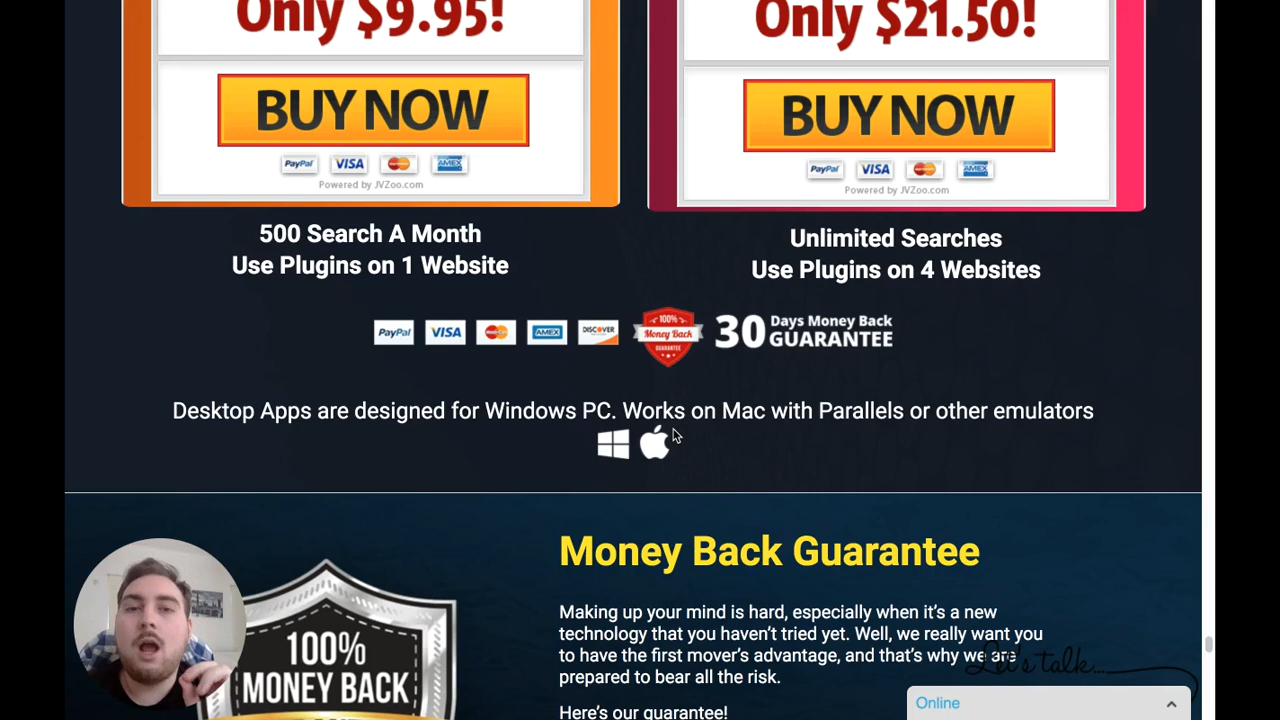 Only $9.95!
Only $21.50!
BUY NOW
BUY NOW
PayPal VISA MasterCard AMEX
PayPal VISA MasterCard AMEX
Powered by JVZoo.com
Powered by JVZoo.com
500 Search A Month
Use Plugins on 1 Website
Unlimited Searches
Use Plugins on 4 Websites
PayPal VISA MasterCard AMEX DISCOVER
100%
Money Back
GUARANTEE
30 Days Money Back
GUARANTEE
Desktop Apps are designed for Windows PC. Works on Mac with Parallels or other emulators
Money Back Guarantee
Making up your mind is hard, especially when it's a new
technology that you haven't tried yet. Well, we really want you
to have the first mover's advantage, and that's why we are
prepared to bear all the risk.
Here's our guarantee!
100%
MONEY BACK
Let's talk...
Online